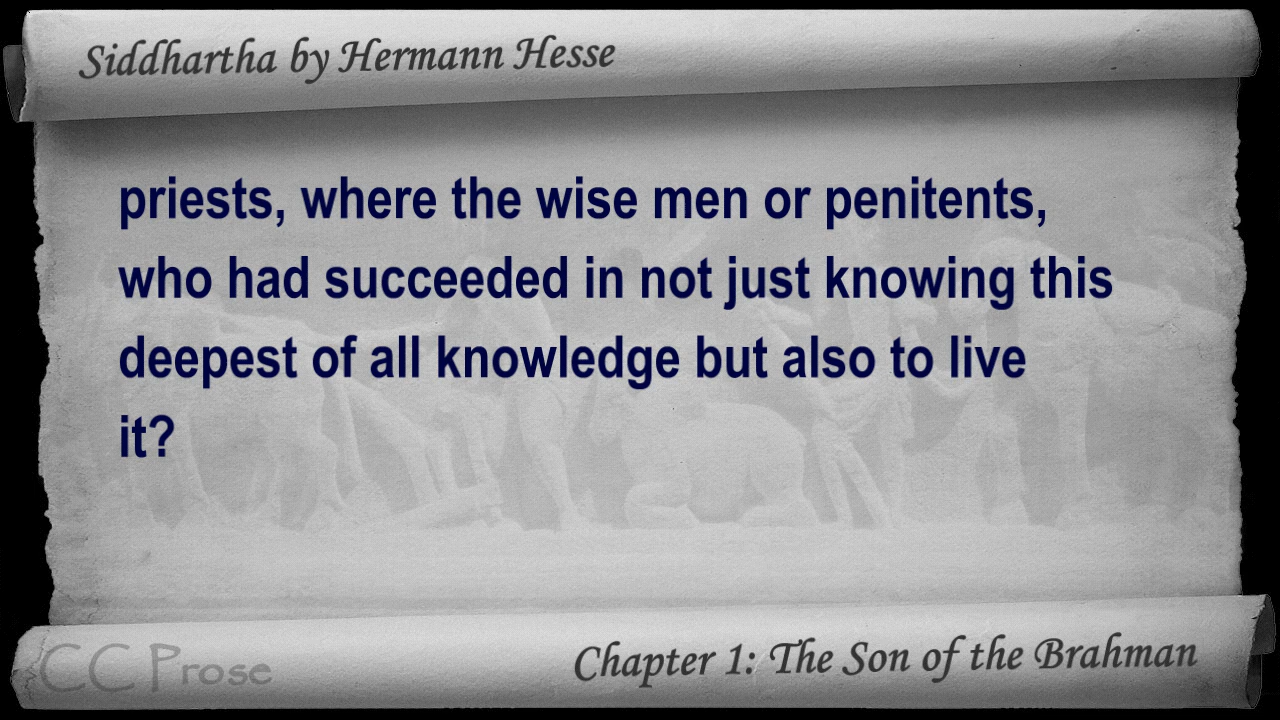 Siddhartha by Hermann Hesse
priests, where the wise men or penitents,
who had succeeded in not just knowing this
deepest of all knowledge but also to live
it?
CC Prose
Chapter 1: The Son of the Brahman